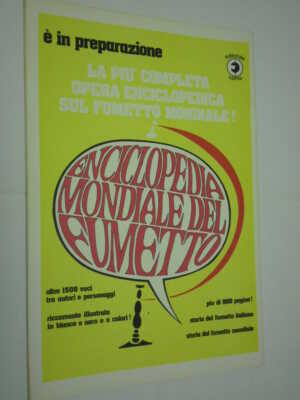 è in preparazione
LA PIU' COMPLETA
OPERA ENCICLOPEDICA
SUL FUMETTO MONDIALE!
ENCICLOPEDIA
MONDIALE DEL
FUMETTO
oltre 1500 voci
tra autori e personaggi
riccamente illustrato
in bianco e nero e a colori!
più di 800 pagine!
storia del fumetto italiano
storia del fumetto mondiale